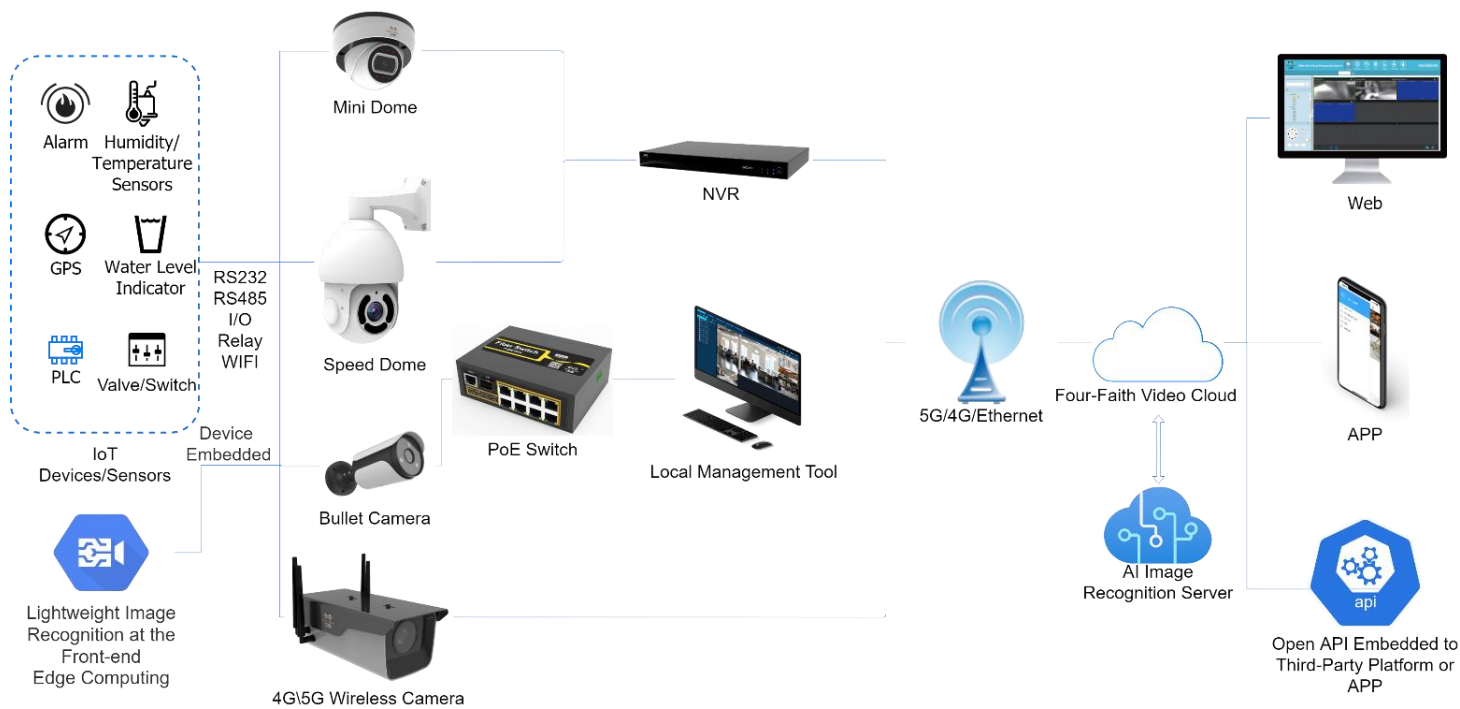 Mini Dome
Alarm
Humidity/
Temperature
Sensors
GPS
Water Level
Indicator
PLC
Valve/Switch
IoT
Devices/Sensors
RS232
RS485
I/O
Relay
WIFI
Device
Embedded
Lightweight Image
Recognition at the
Front-end
Edge Computing
Speed Dome
Bullet Camera
4G\5G Wireless Camera
NVR
Fiber Switch
PoE Switch
Local Management Tool
5G/4G/Ethernet
Four-Faith Video Cloud
AI Image
Recognition Server
Web
APP
api
Open API Embedded to
Third-Party Platform or
APP